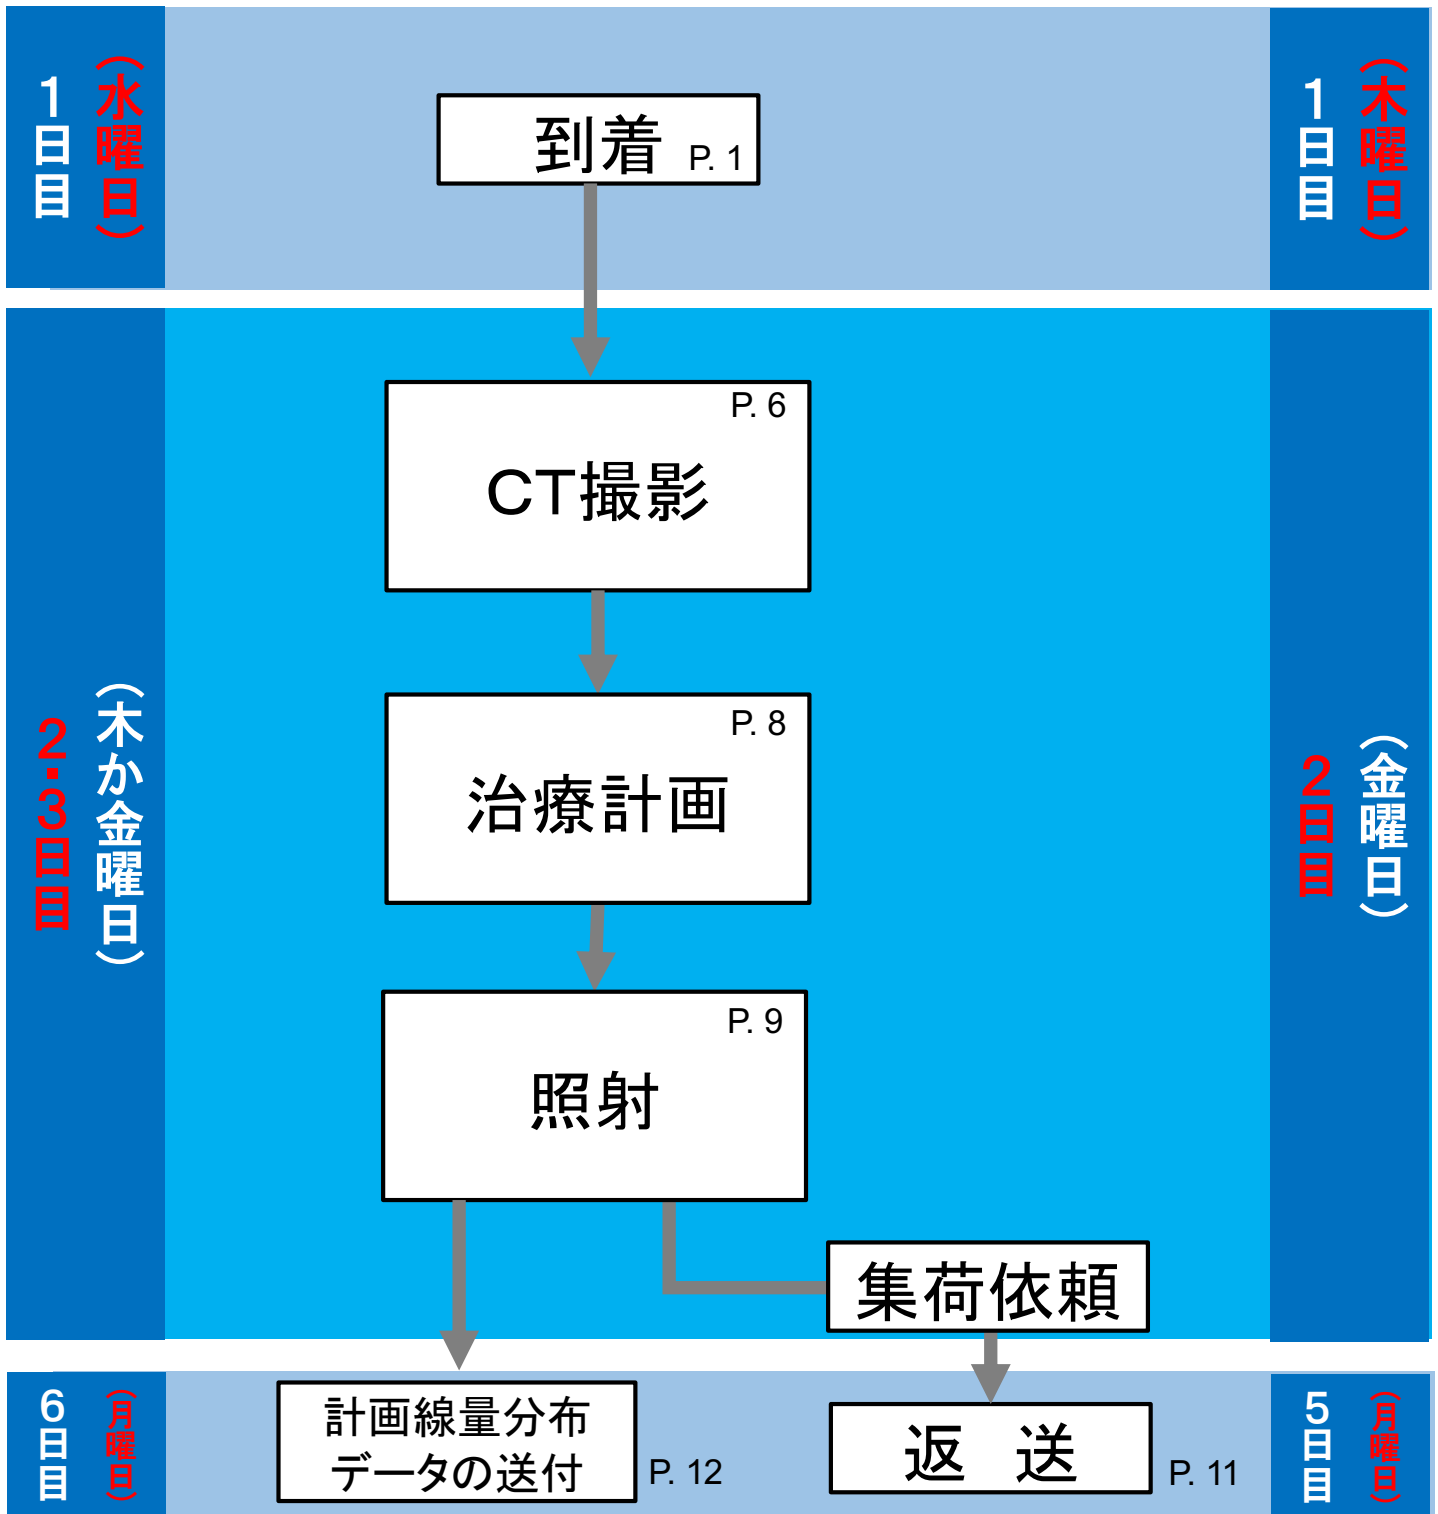 1日目
（水曜日）
到着 P. 1
1日目
（木曜日）
P. 6
CT撮影
P. 8
治療計画
2・3日目
（木か金曜日）
2日目
（金曜日）
P. 9
照射
集荷依頼
6日目
（月曜日）
計画線量分布
データの送付
P. 12
返　送
P. 11
5日目
（月曜日）